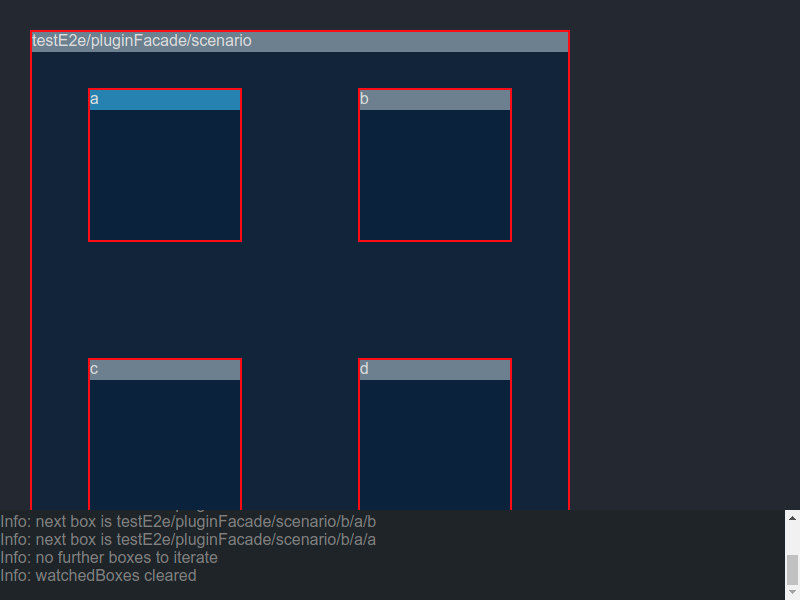 testE2e/pluginFacade/scenario
a
b
c
d
Info: next box is testE2e/pluginFacade/scenario/b/a/b
Info: next box is testE2e/pluginFacade/scenario/b/a/a
Info: no further boxes to iterate
Info: watchedBoxes cleared